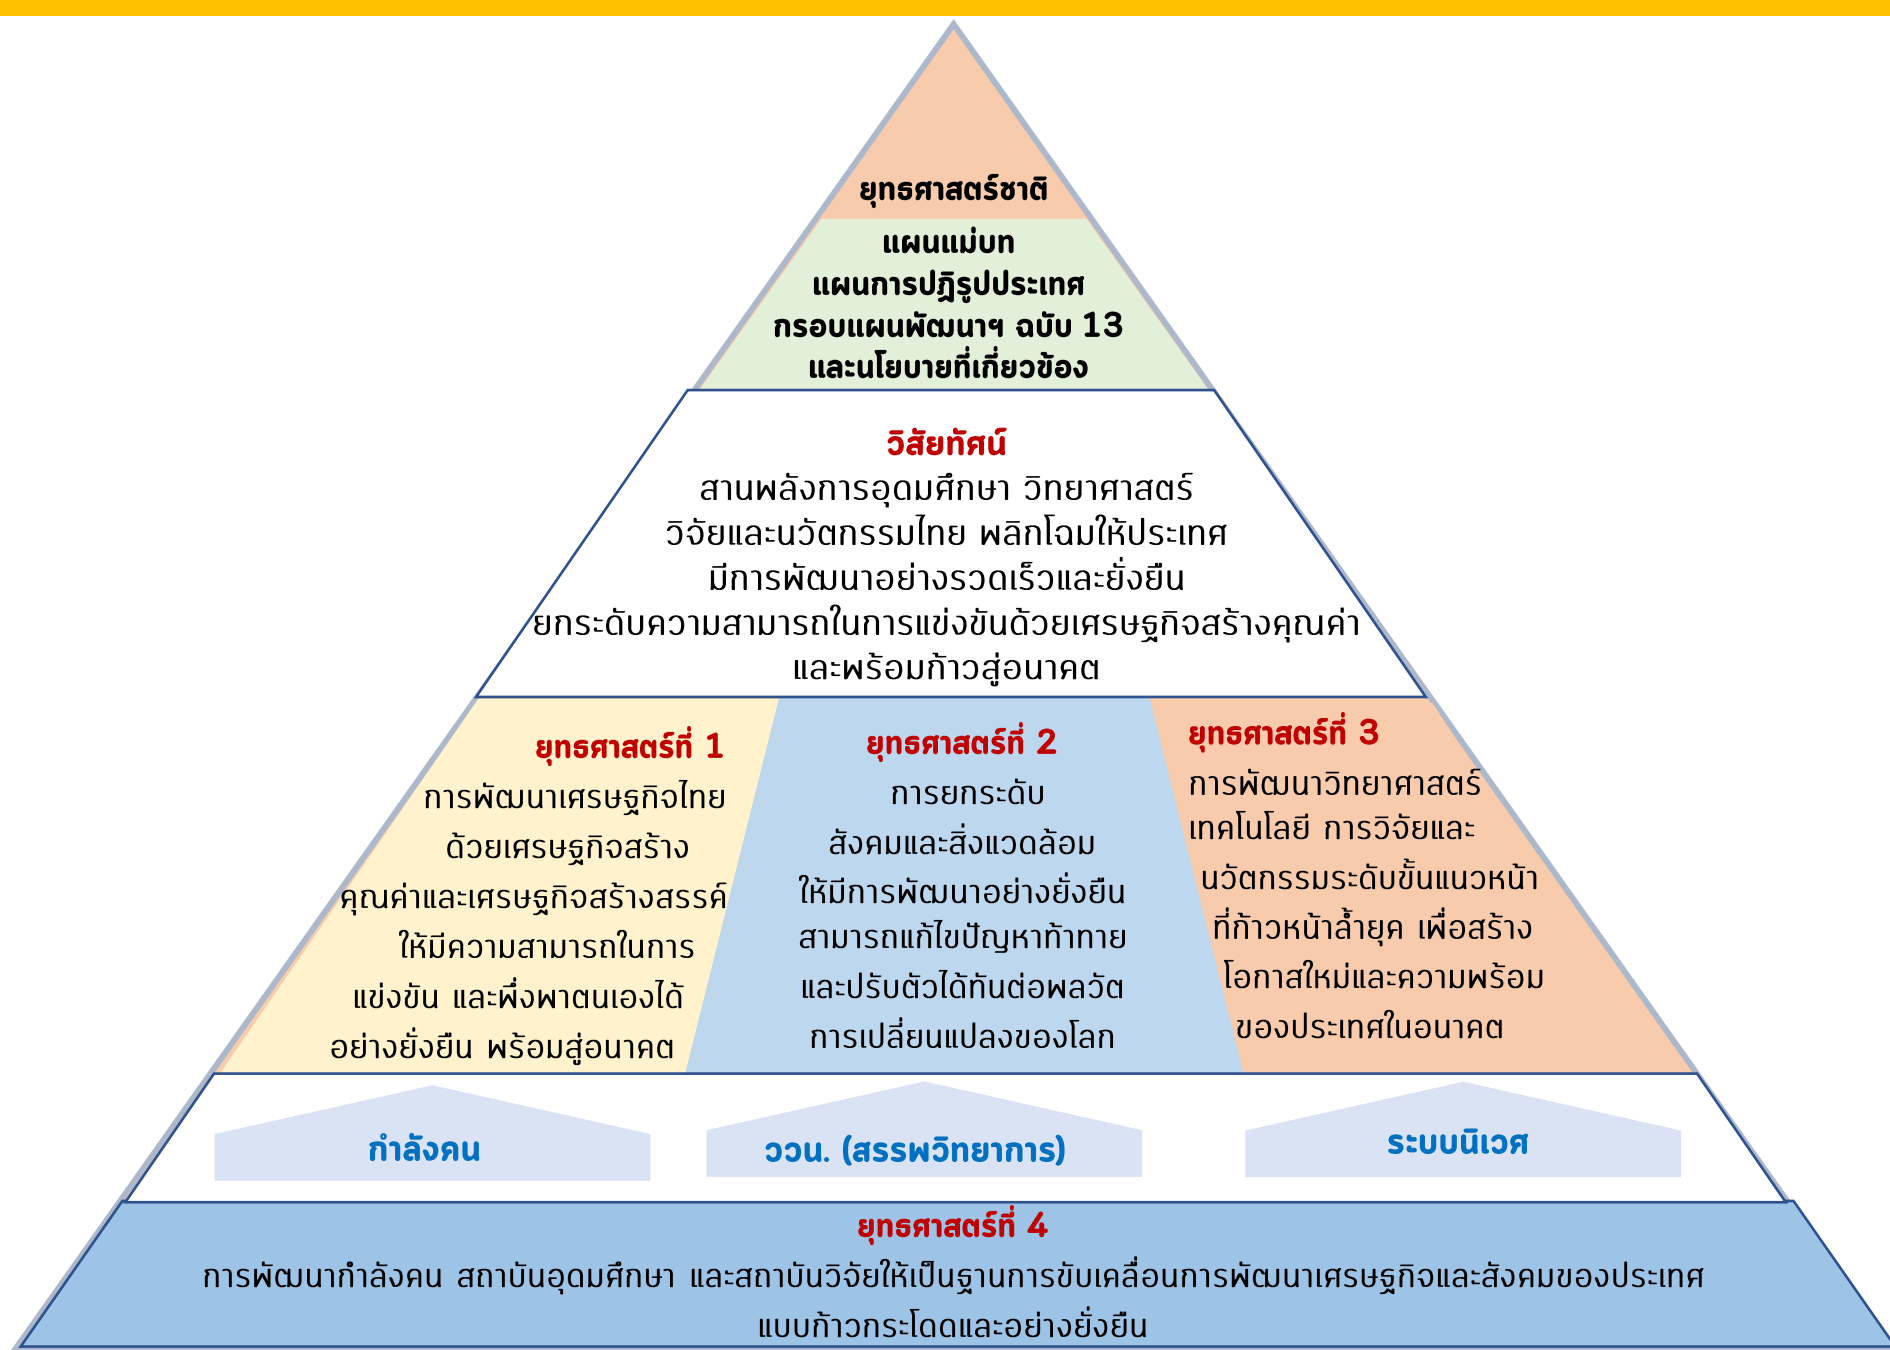 ยุทธศาสตร์ชาติ
แผนแม่บท
แผนการปฏิรูปประเทศ
กรอบแผนพัฒนาฯ ฉบับ 13
และนโยบายที่เกี่ยวข้อง
วิสัยทัศน์
สานพลังการอุดมศึกษา วิทยาศาสตร์
วิจัยและนวัตกรรมไทย พลิกโฉมให้ประเทศ
มีการพัฒนาอย่างรวดเร็วและยั่งยืน
ยกระดับความสามารถในการแข่งขันด้วยเศรษฐกิจสร้างคุณค่า
และพร้อมก้าวสู่อนาคต
ยุทธศาสตร์ที่ 1
การพัฒนาเศรษฐกิจไทย
ด้วยเศรษฐกิจสร้าง
คุณค่าและเศรษฐกิจสร้างสรรค์
ให้มีความสามารถในการ
แข่งขัน และพึ่งพาตนเองได้
อย่างยั่งยืน พร้อมสู่อนาคต
ยุทธศาสตร์ที่ 2
การยกระดับ
สังคมและสิ่งแวดล้อม
ให้มีการพัฒนาอย่างยั่งยืน
สามารถแก้ไขปัญหาท้าทาย
และปรับตัวได้ทันต่อพลวัต
การเปลี่ยนแปลงของโลก
ยุทธศาสตร์ที่ 3
การพัฒนาวิทยาศาสตร์
เทคโนโลยี การวิจัยและ
นวัตกรรมระดับขั้นแนวหน้า
ที่ก้าวหน้าล้ำยุค เพื่อสร้าง
โอกาสใหม่และความพร้อม
ของประเทศในอนาคต
กำลังคน
ววน. (สรรพวิทยาการ)
ระบบนิเวศ
ยุทธศาสตร์ที่ 4
การพัฒนากำลังคน สถาบันอุดมศึกษา และสถาบันวิจัยให้เป็นฐานการขับเคลื่อนการพัฒนาเศรษฐกิจและสังคมของประเทศ
แบบก้าวกระโดดและอย่างยั่งยืน